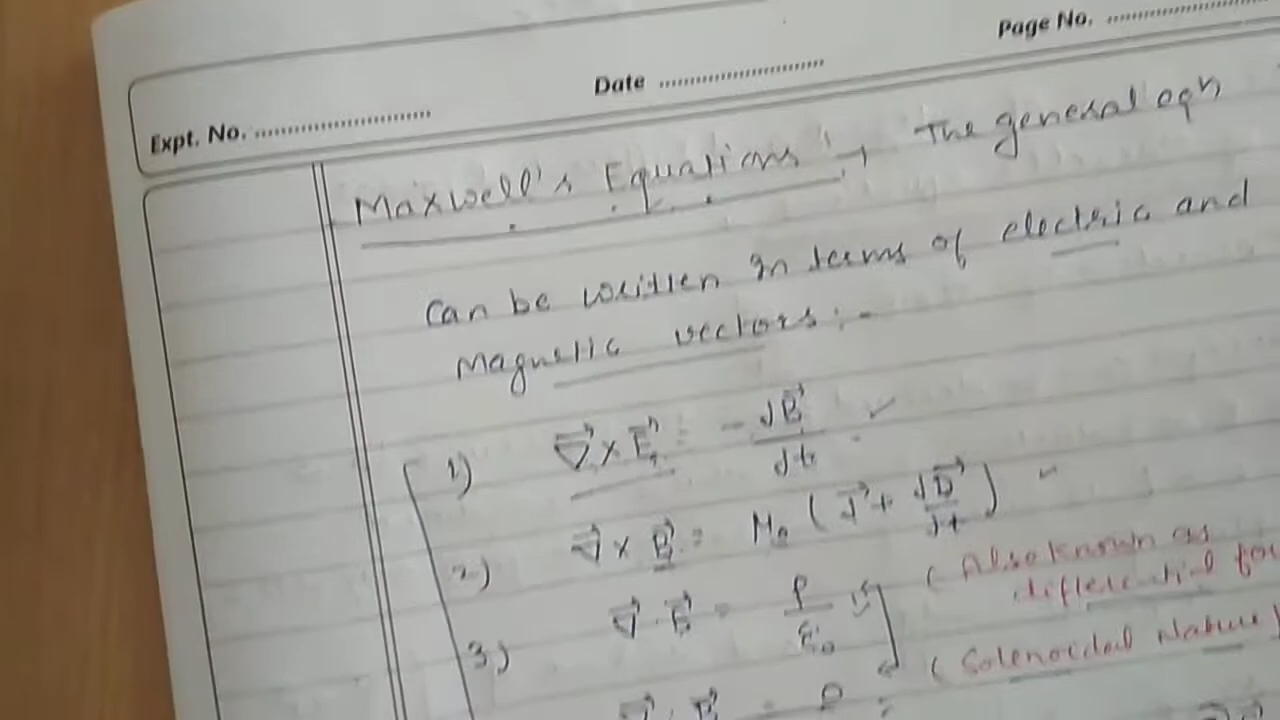 Page No. ........................
Date ........................
Expt. No. ........................
Maxwell's Equations → The general eqn
can be written in terms of electric and
Magnetic vectors :-
1) ∇⃗ × E⃗ = - dB⃗/dt ✓
2) ∇⃗ × B⃗ = μ₀ ( J⃗ + dD⃗/dt ) ✓
3) ∇⃗ · E⃗ = ρ/ε₀
( Also known as
differential for
( Solenoidal Nature )